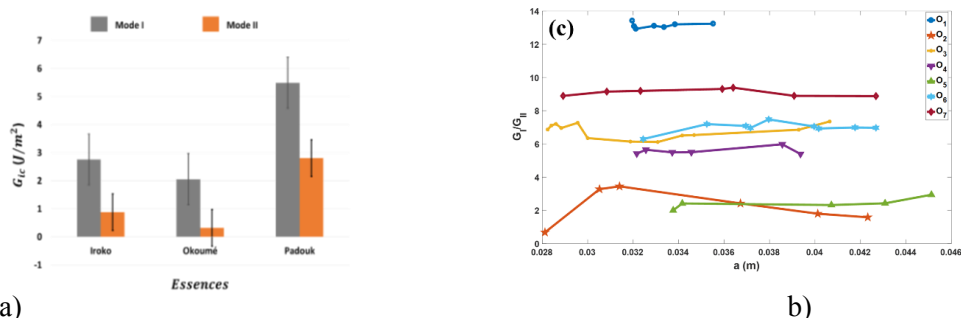 Mode I
Mode II
7
6
5
4
3
2
1
0
-1
G_{ic} (J/m²)
Iroko
Okoumé
Padouk
Essences
a)
(c)
14
12
10
8
6
4
2
0
G_I/G_II
0.028
0.03
0.032
0.034
0.036
0.038
0.04
0.042
0.044
0.046
a (m)
O₁
O₂
O₃
O₄
O₅
O₆
O₇
b)